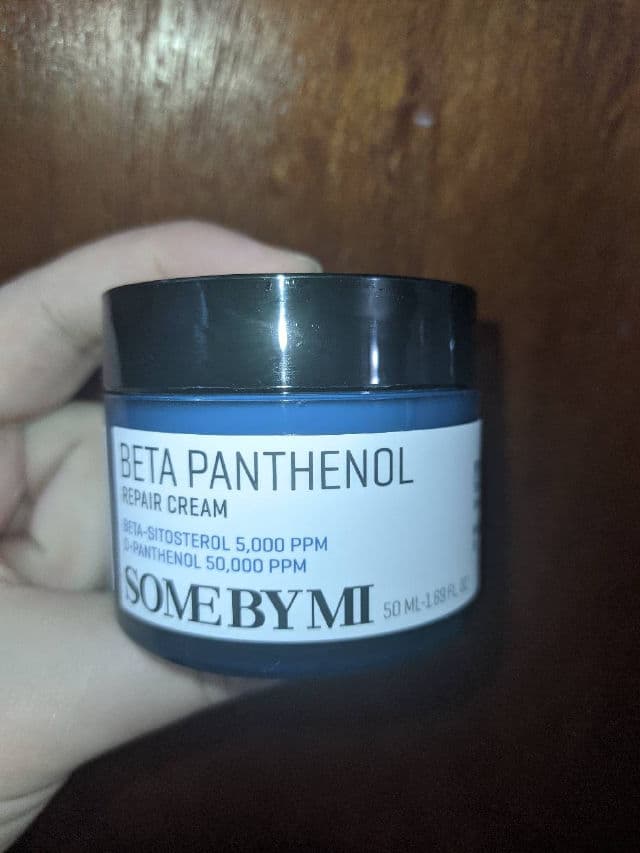 BETA PANTHENOL
REPAIR CREAM
BETA-SITOSTEROL 5,000 PPM
D-PANTHENOL 50,000 PPM
SOME BY MI
50 ML-1.69 FL OZ